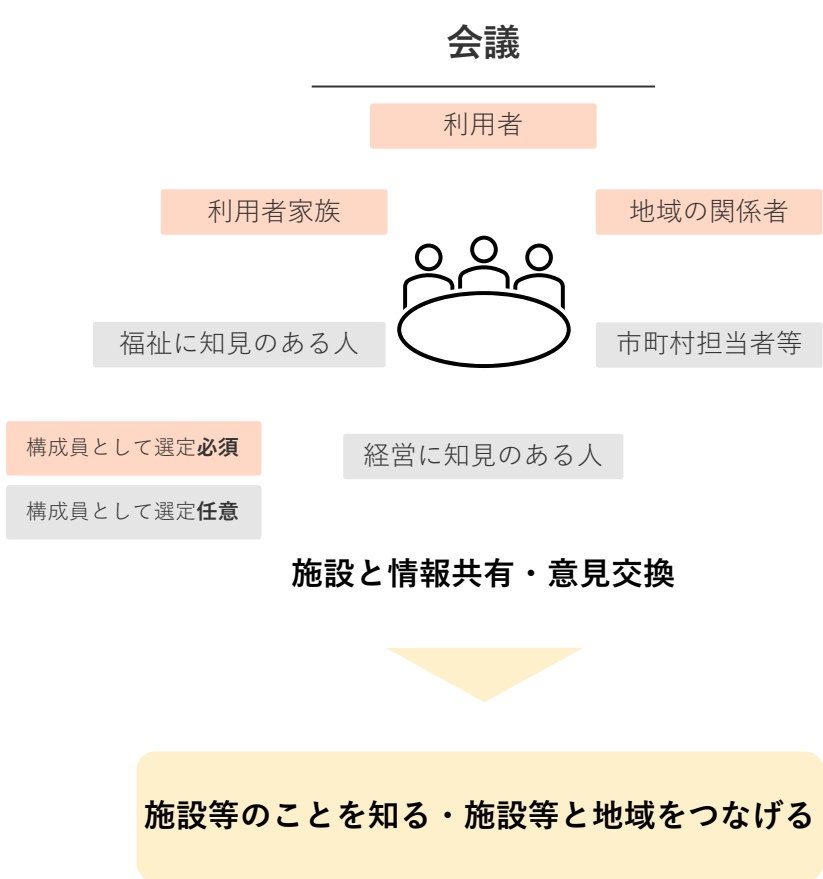 会議
利用者
利用者家族
地域の関係者
福祉に知見のある人
市町村担当者等
構成員として選定必須
経営に知見のある人
構成員として選定任意
施設と情報共有・意見交換
施設等のことを知る・施設等と地域をつなげる